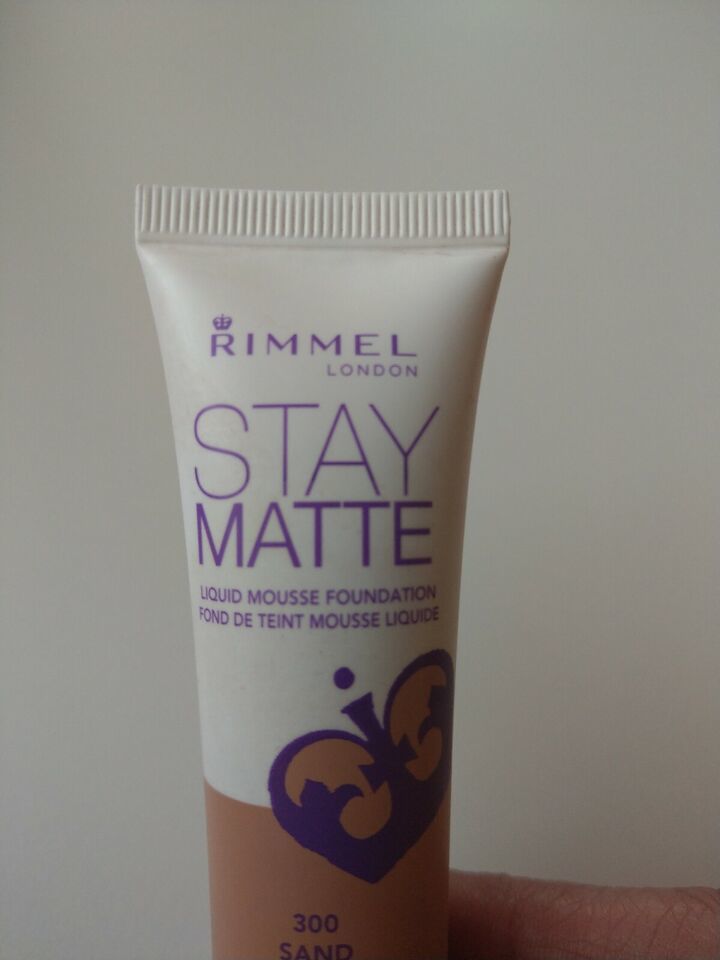 RIMMEL
LONDON
STAY
MATTE
LIQUID MOUSSE FOUNDATION
FOND DE TEINT MOUSSE LIQUIDE
300
SAND